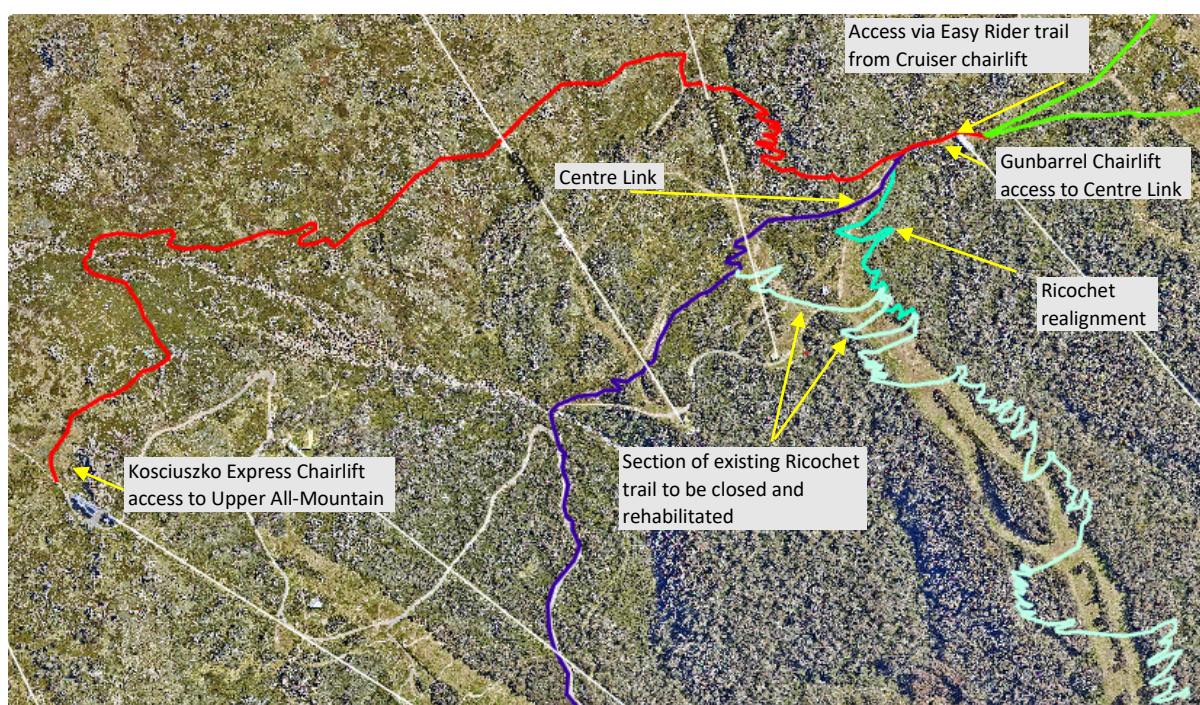 Access via Easy Rider trail
from Cruiser chairlift
Centre Link
Gunbarrel Chairlift
access to Centre Link
Ricochet
realignment
Kosciuszko Express Chairlift
access to Upper All-Mountain
Section of existing Ricochet
trail to be closed and
rehabilitated